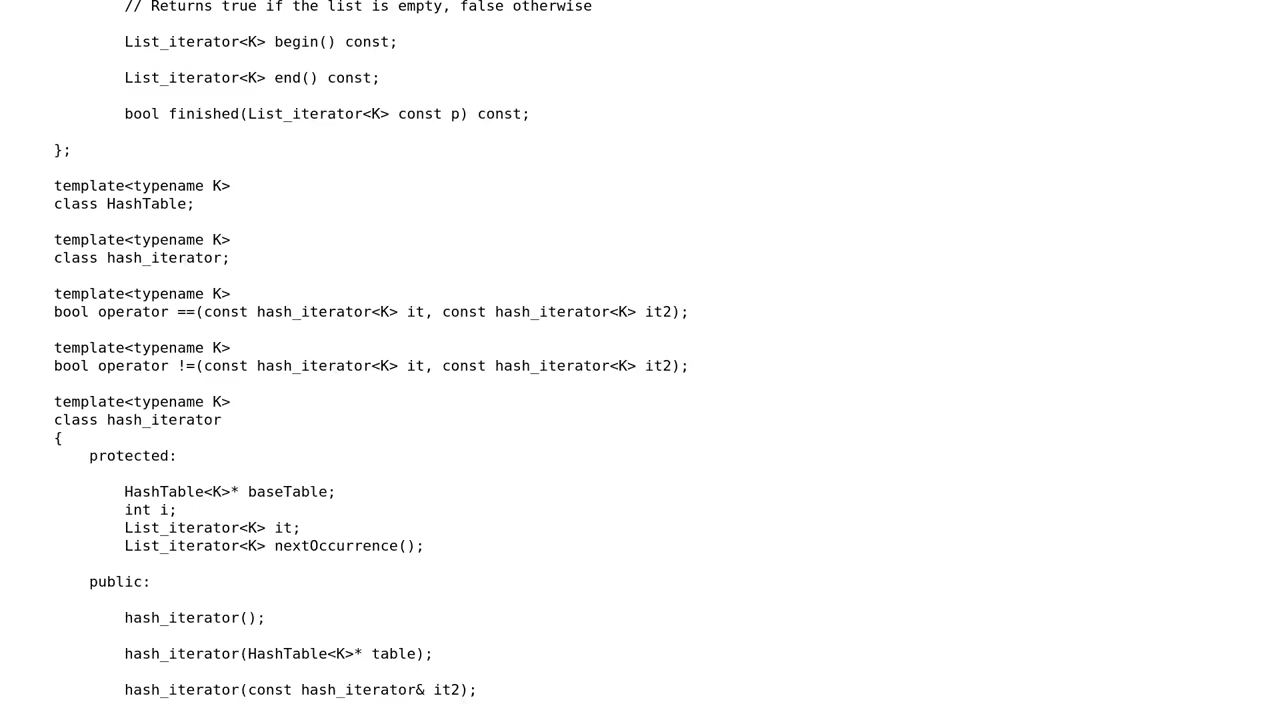 // Returns true if the list is empty, false otherwise
List_iterator<K> begin() const;
List_iterator<K> end() const;
bool finished(List_iterator<K> const p) const;
};
template<typename K>
class HashTable;
template<typename K>
class hash_iterator;
template<typename K>
bool operator ==(const hash_iterator<K> it, const hash_iterator<K> it2);
template<typename K>
bool operator !=(const hash_iterator<K> it, const hash_iterator<K> it2);
template<typename K>
class hash_iterator
{
protected:
HashTable<K>* baseTable;
int i;
List_iterator<K> it;
List_iterator<K> nextOccurrence();
public:
hash_iterator();
hash_iterator(HashTable<K>* table);
hash_iterator(const hash_iterator& it2);